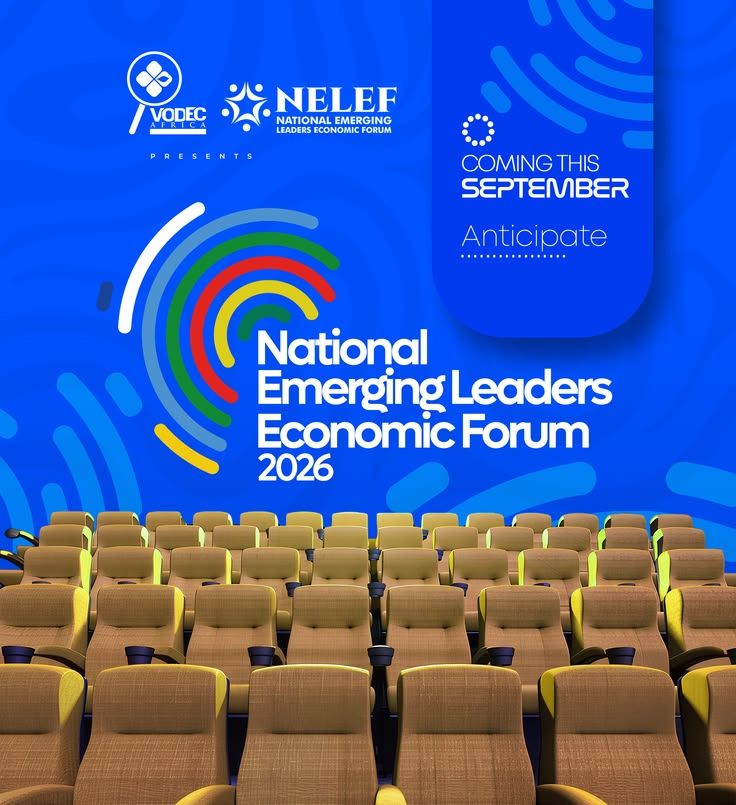 VODEC
AFRICA
NELEF
NATIONAL EMERGING
LEADERS ECONOMIC FORUM
PRESENTS
COMING THIS
SEPTEMBER
Anticipate
National
Emerging Leaders
Economic Forum
2026